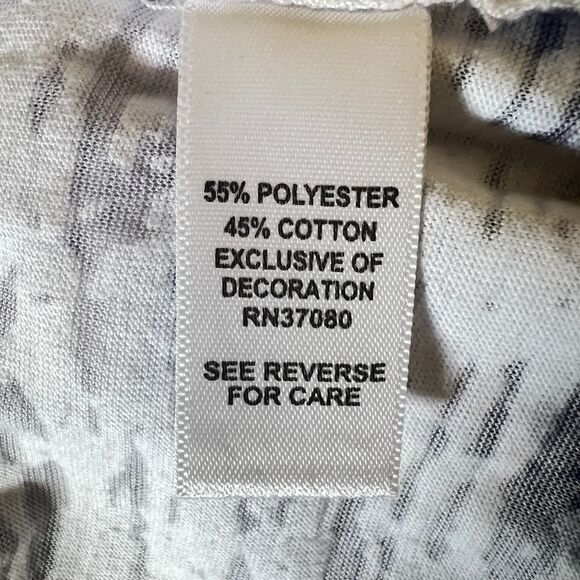 55% POLYESTER
45% COTTON
EXCLUSIVE OF
DECORATION
RN37080
SEE REVERSE
FOR CARE